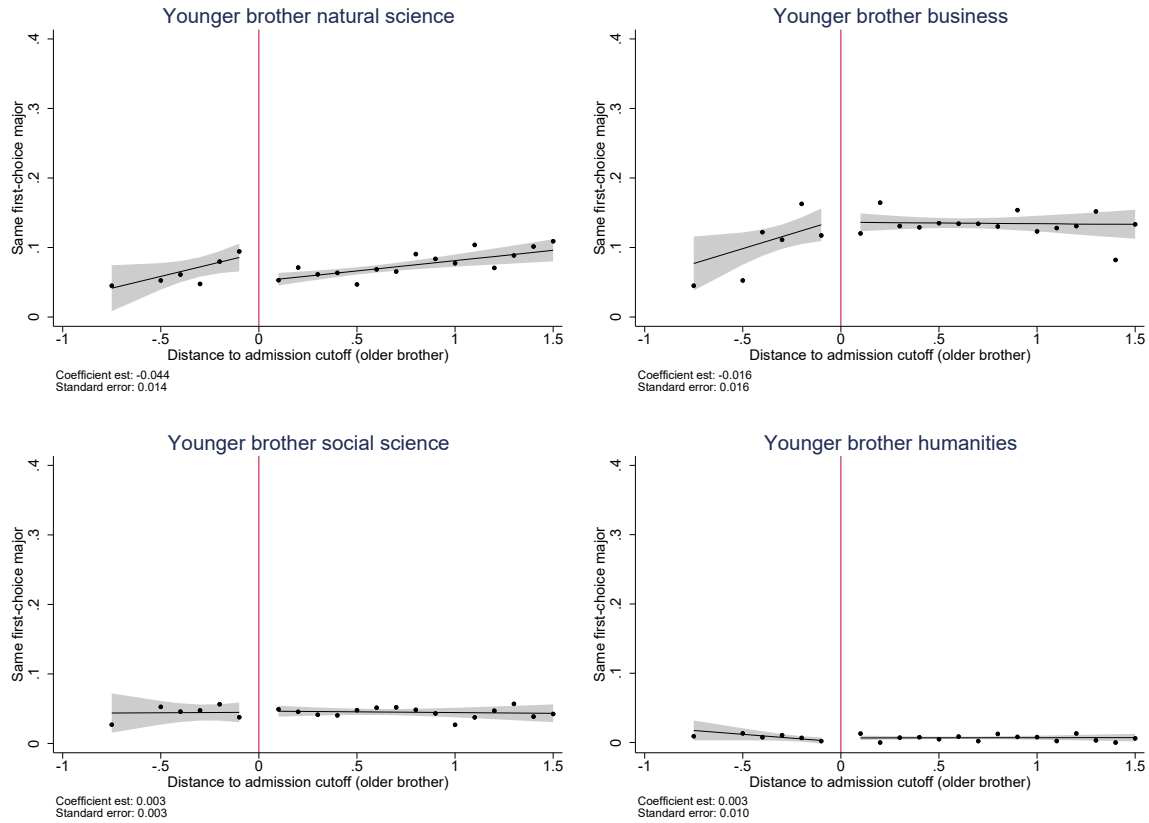 Younger brother natural science
Same first-choice major
0 .1 .2 .3 .4
-1 -.5 0 .5 1 1.5
Distance to admission cutoff (older brother)
Coefficient est: -0.044
Standard error: 0.014
Younger brother business
Same first-choice major
0 .1 .2 .3 .4
-1 -.5 0 .5 1 1.5
Distance to admission cutoff (older brother)
Coefficient est: -0.016
Standard error: 0.016
Younger brother social science
Same first-choice major
0 .1 .2 .3 .4
-1 -.5 0 .5 1 1.5
Distance to admission cutoff (older brother)
Coefficient est: 0.003
Standard error: 0.003
Younger brother humanities
Same first-choice major
0 .1 .2 .3 .4
-1 -.5 0 .5 1 1.5
Distance to admission cutoff (older brother)
Coefficient est: 0.003
Standard error: 0.010